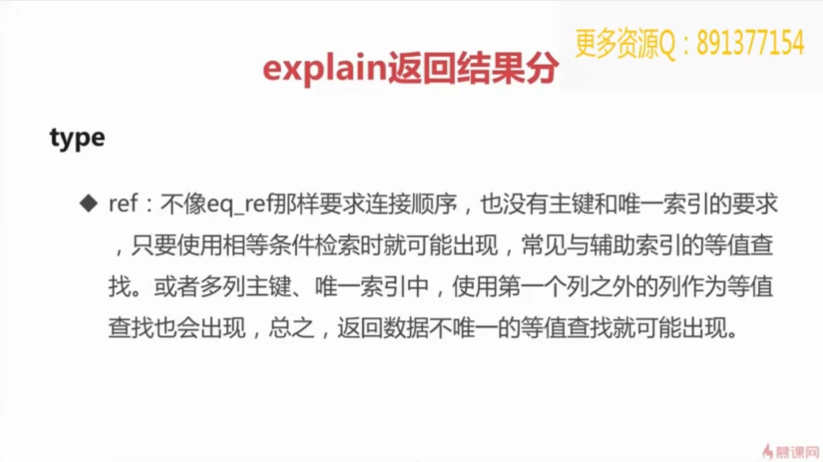 更多资源Q：891377154
explain返回结果分
type
◆ ref：不像eq_ref那样要求连接顺序，也没有主键和唯一索引的要求
，只要使用相等条件检索时就可能出现，常见与辅助索引的等值查
找。或者多列主键、唯一索引中，使用第一个列之外的列作为等值
查找也会出现，总之，返回数据不唯一的等值查找就可能出现。
慕课网